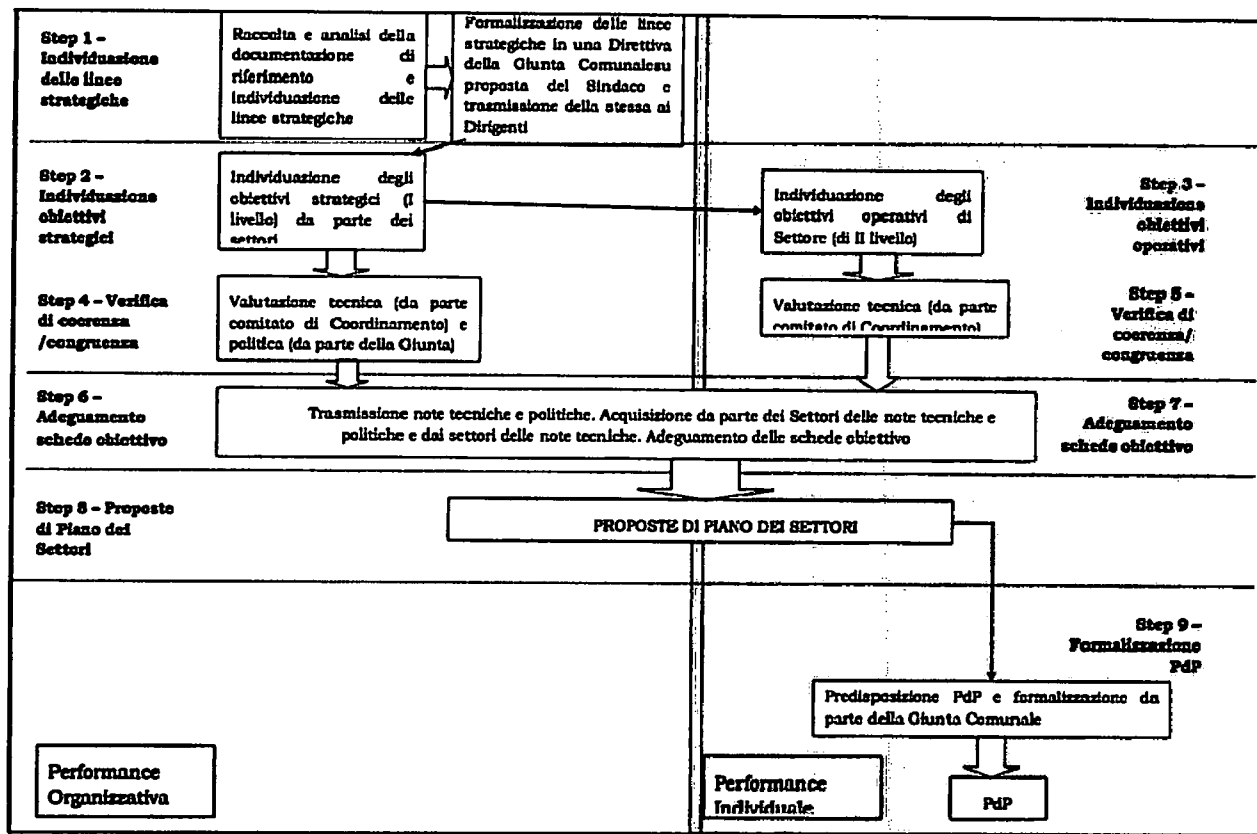 Step 1 –
Individuazione
delle linee
strategiche
Raccolta e analisi della
documentazione di
riferimento e
individuazione delle
linee strategiche
Formalizzazione delle linee
strategiche in una Direttiva
della Giunta Comunalesu
proposta del Sindaco e
trasmissione della stessa ai
Dirigenti
Step 2 –
Individuazione
obiettivi
strategici
Individuazione degli
obiettivi strategici (I
livello) da parte dei
settori
Individuazione degli
obiettivi operativi di
Settore (di II livello)
Step 3 –
Individuazione
obiettivi
operativi
Step 4 – Verifica
di coerenza
/congruenza
Valutazione tecnica (da parte
comitato di Coordinamento) e
politica (da parte della Giunta)
Valutazione tecnica (da parte
comitato di Coordinamento)
Step 5 –
Verifica di
coerenza/
congruenza
Step 6 –
Adeguamento
schede obiettivo
Trasmissione note tecniche e politiche. Acquisizione da parte dei Settori delle note tecniche e
politiche e dai settori delle note tecniche. Adeguamento delle schede obiettivo
Step 7 –
Adeguamento
schede obiettivo
Step 8 – Proposte
di Piano dei
Settori
PROPOSTE DI PIANO DEI SETTORI
Step 9 –
Formalizzazione
PdP
Predisposizione PdP e formalizzazione da
parte della Giunta Comunale
Performance
Organizzativa
Performance
Individuale
PdP